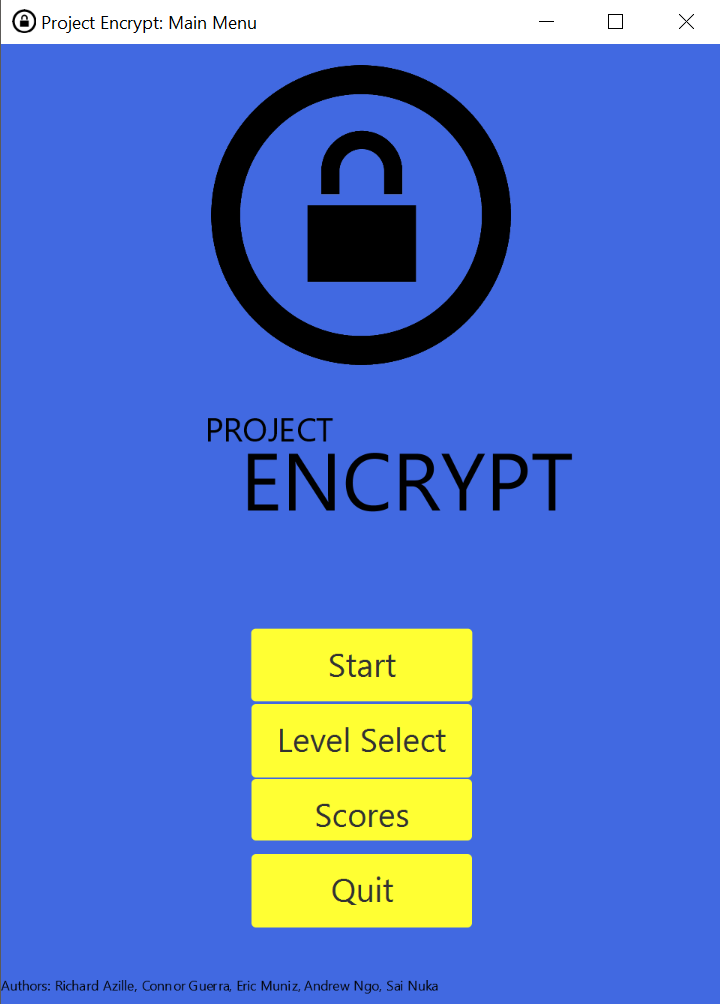 Project Encrypt: Main Menu
PROJECT
ENCRYPT
Start
Level Select
Scores
Quit
Authors: Richard Azille, Connor Guerra, Eric Muniz, Andrew Ngo, Sai Nuka